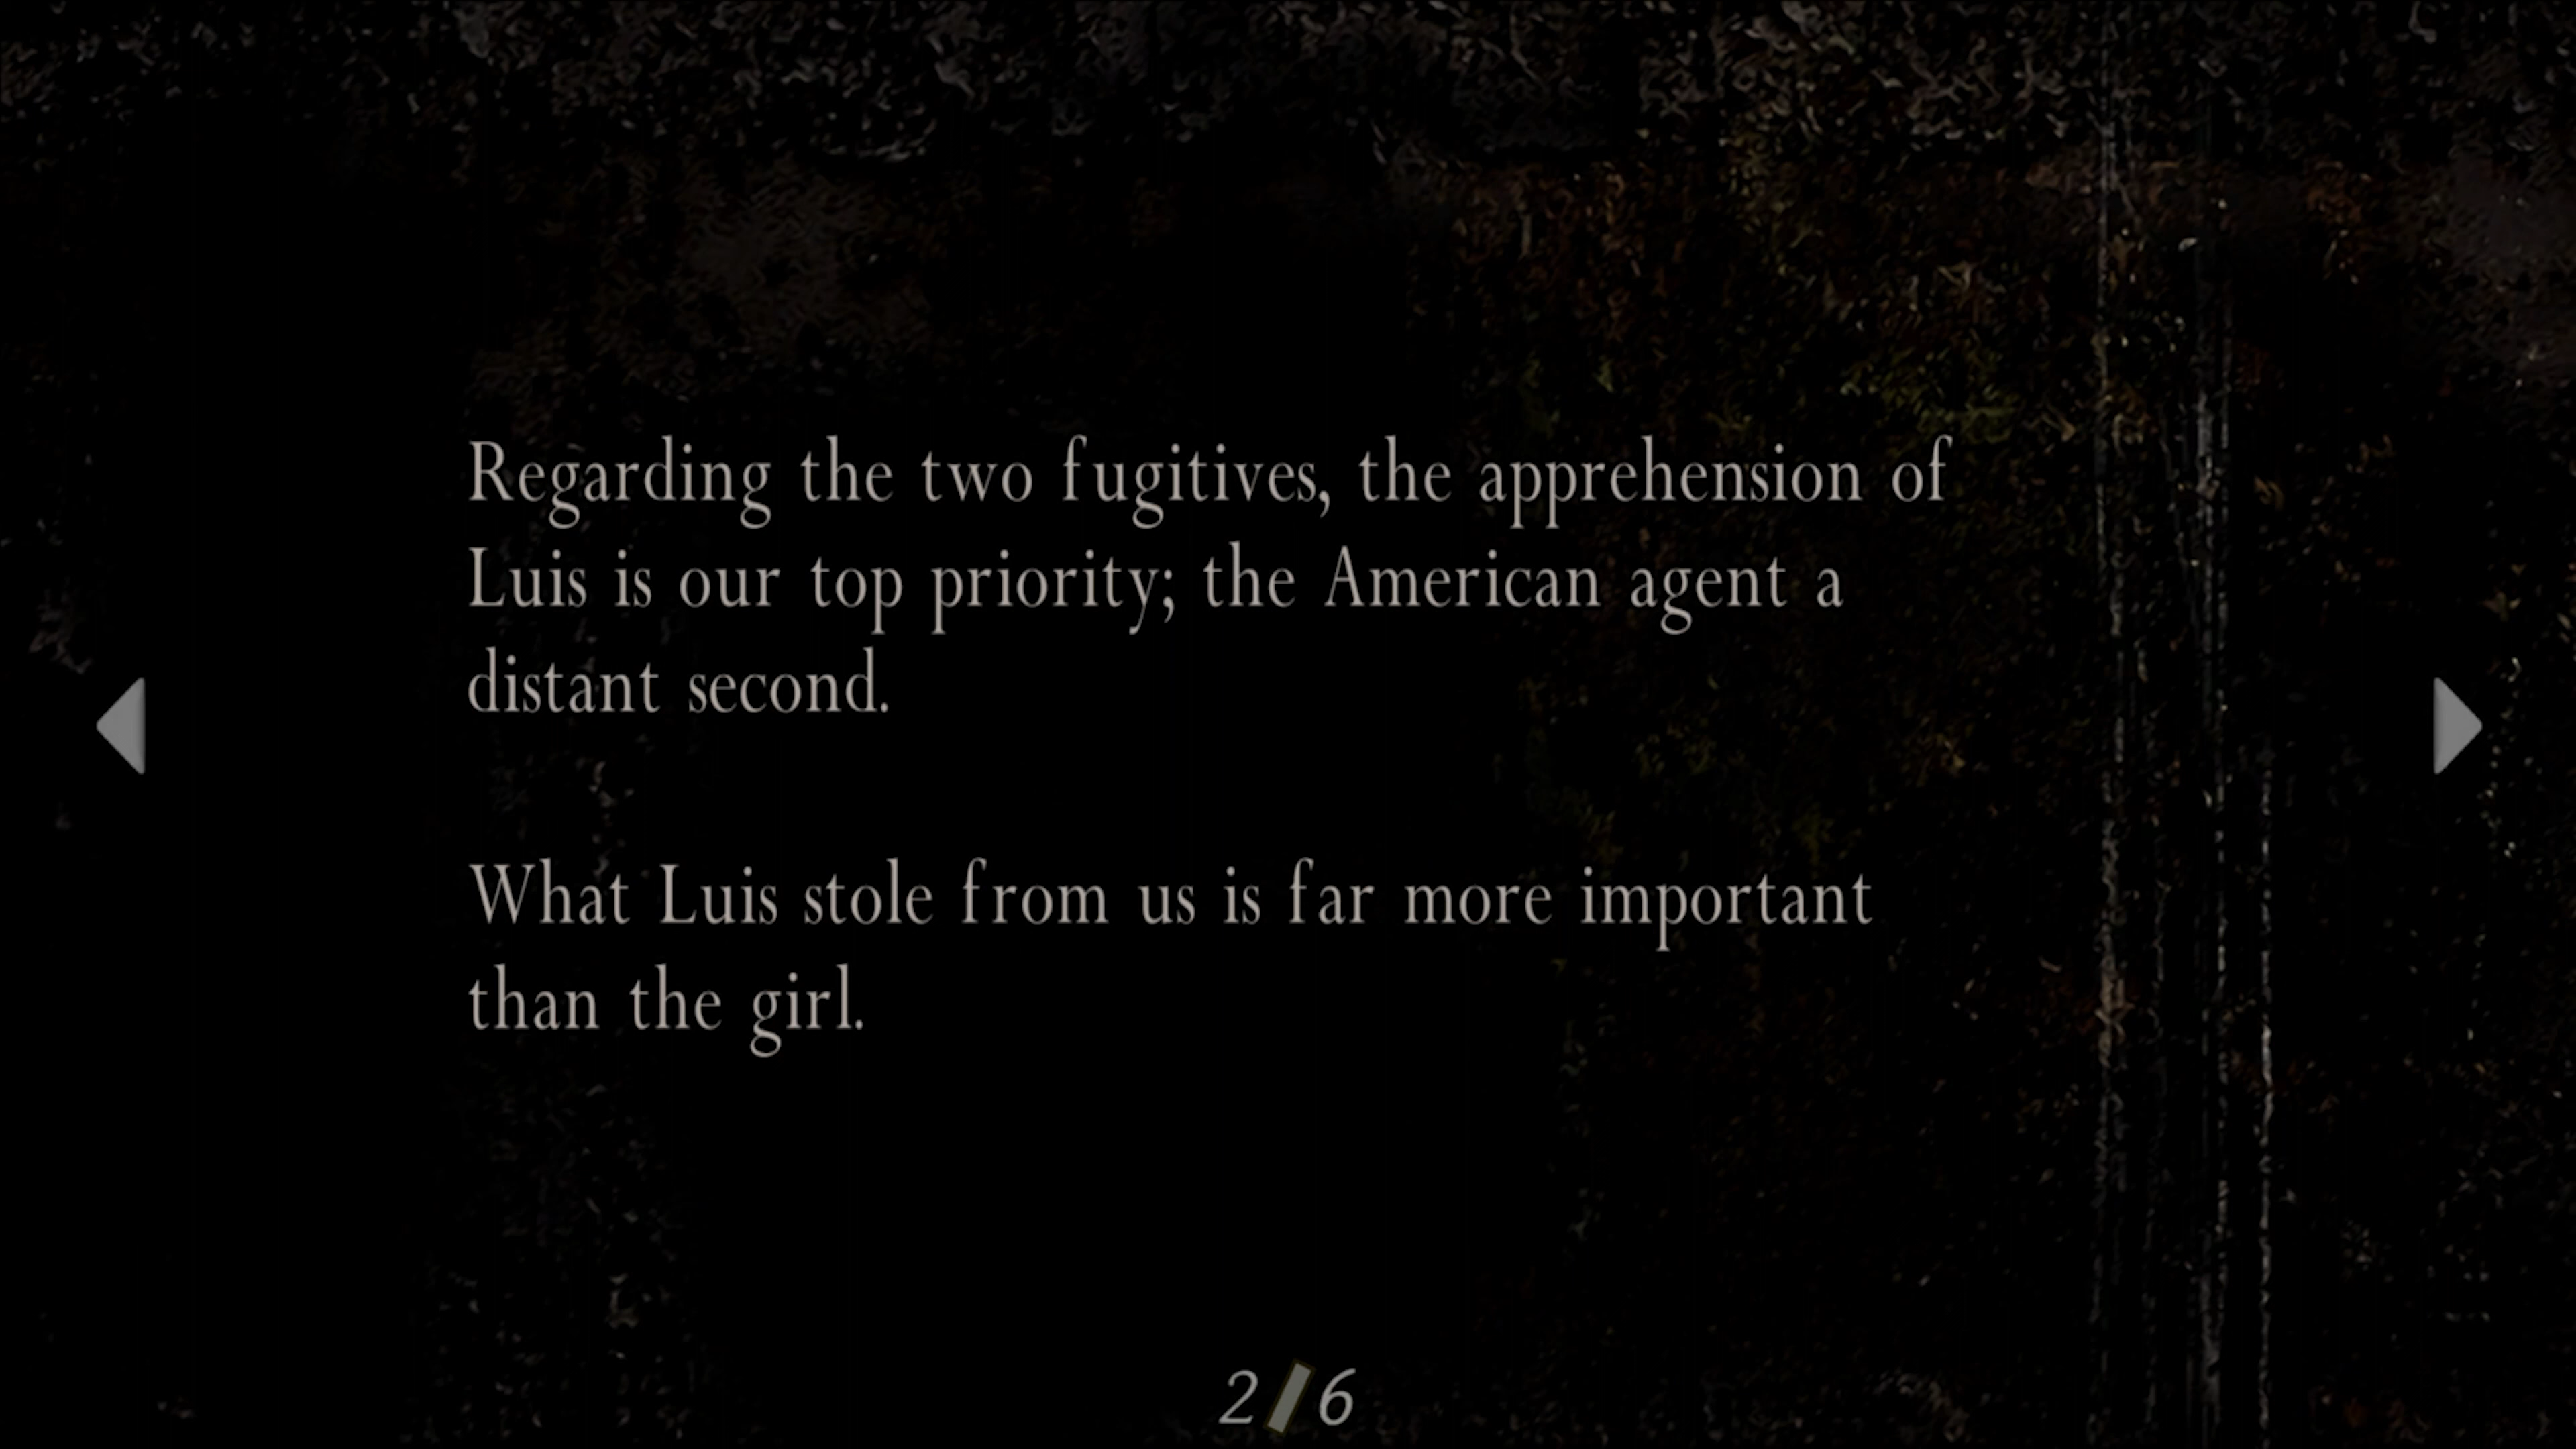 Regarding the two fugitives, the apprehension of
Luis is our top priority; the American agent a
distant second.
What Luis stole from us is far more important
than the girl.
2/6